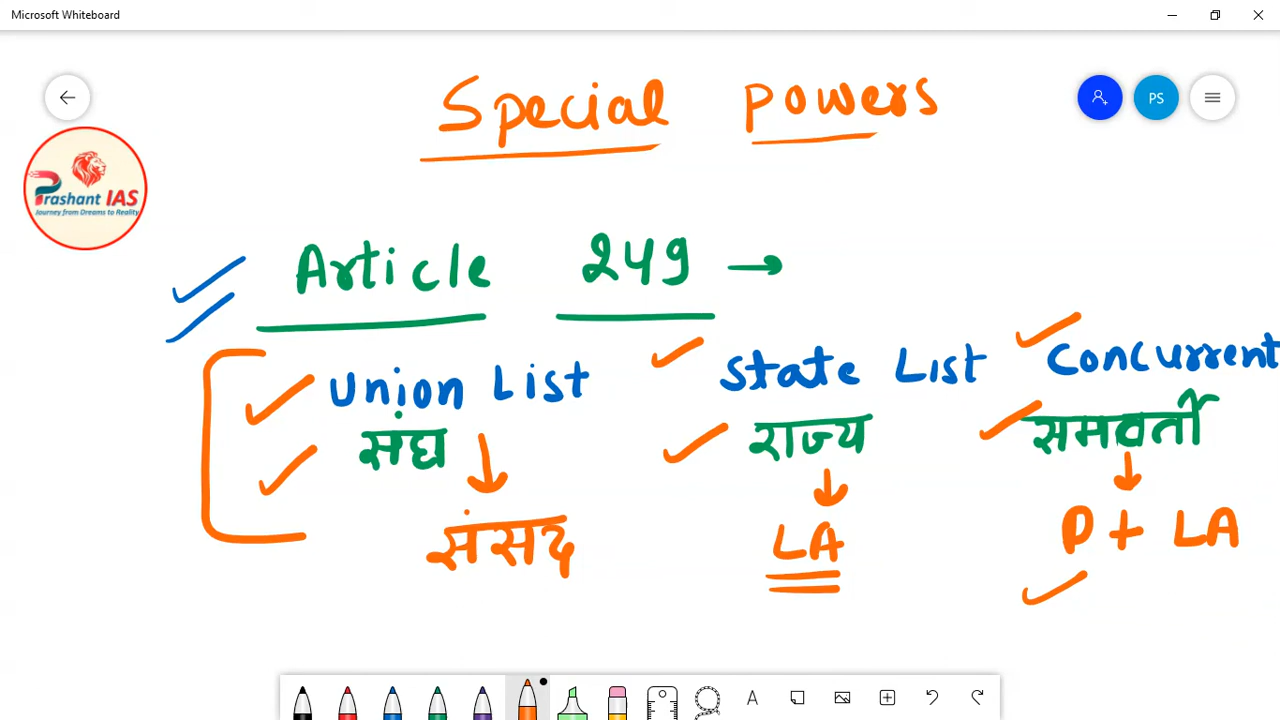 Microsoft Whiteboard
Special Powers
PS
Prashant IAS
Journey from Dreams to Reality
Article 249 →
Union List State List Concurrent
संघ राज्य समवर्ती
संसद LA P + LA
A